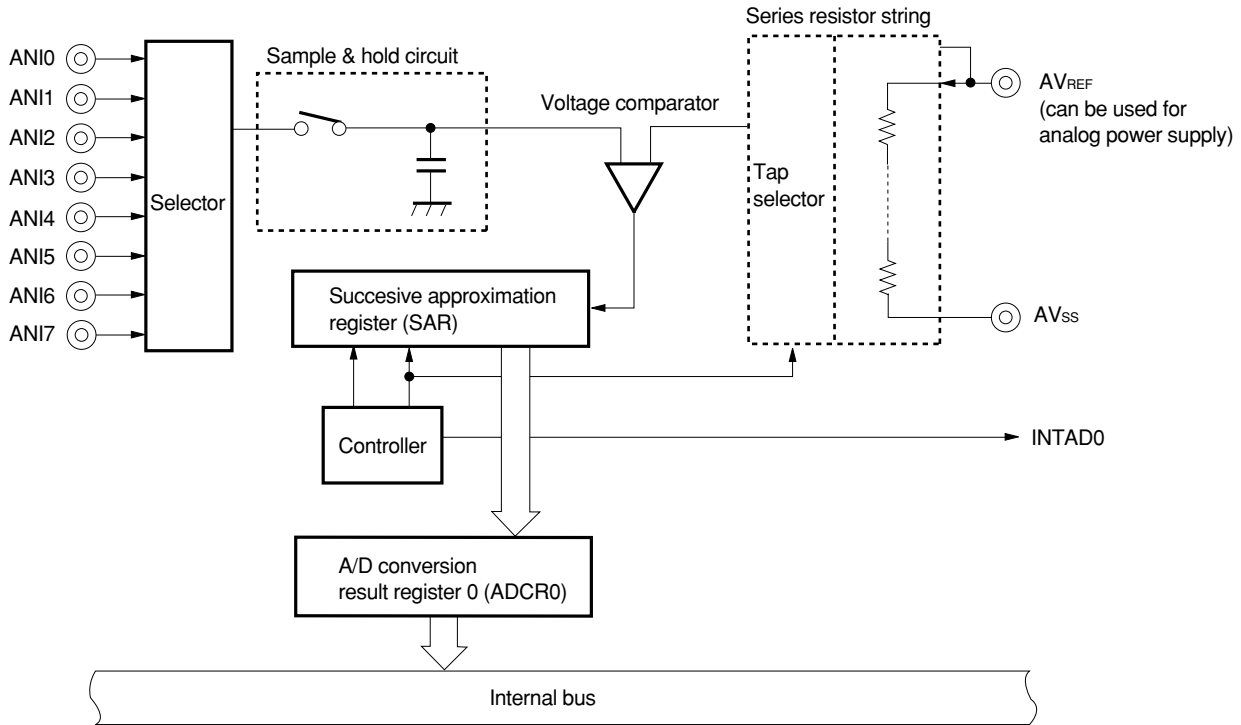 Series resistor string
ANI0
ANI1
ANI2
ANI3
ANI4
ANI5
ANI6
ANI7
Selector
Sample & hold circuit
Voltage comparator
Tap
selector
AVREF
(can be used for
analog power supply)
AVSS
Succesive approximation
register (SAR)
Controller
INTAD0
A/D conversion
result register 0 (ADCR0)
Internal bus